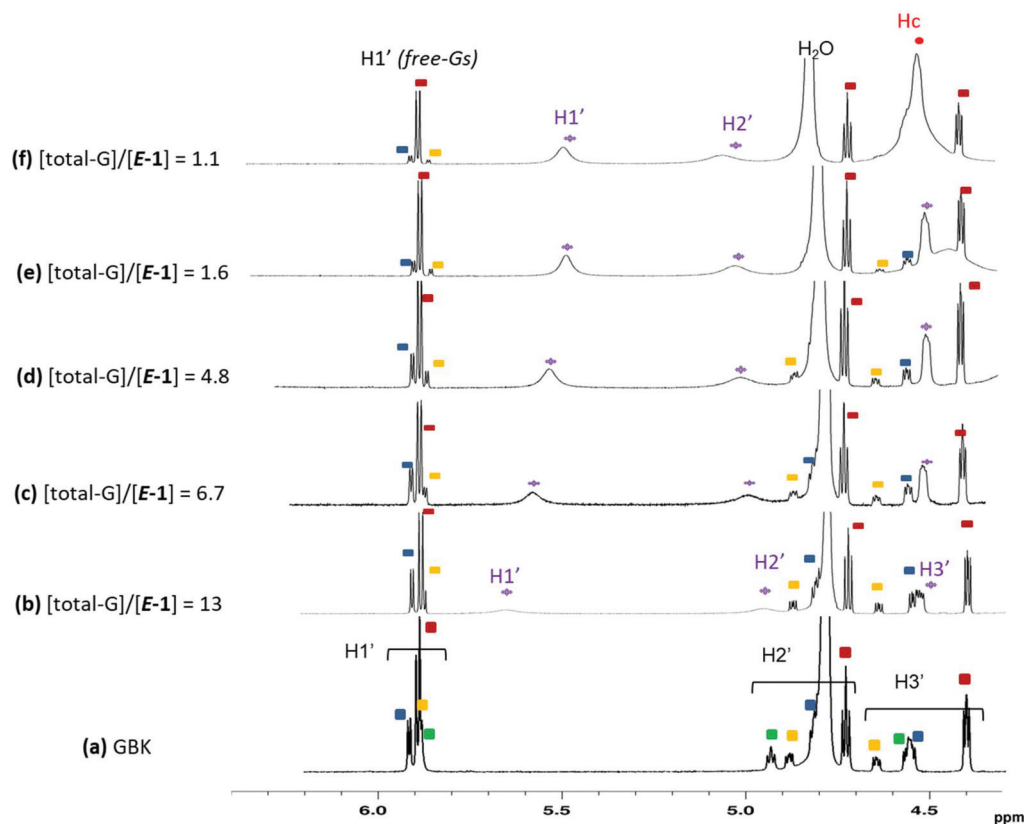 Hc
H1’ (free-Gs)
H₂O
H1’
H2’
(f) [total-G]/[E-1] = 1.1
(e) [total-G]/[E-1] = 1.6
(d) [total-G]/[E-1] = 4.8
(c) [total-G]/[E-1] = 6.7
H1’
H2’
H3’
(b) [total-G]/[E-1] = 13
H1’
H2’
H3’
(a) GBK
6.0 5.5 5.0 4.5 ppm